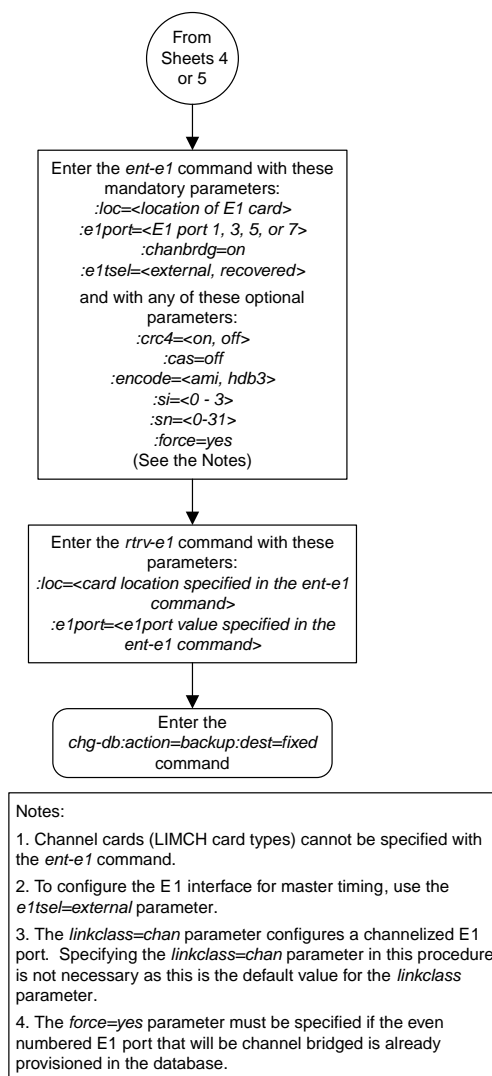 From
Sheets 4
or 5
Enter the ent-e1 command with these
mandatory parameters:
:loc=<location of E1 card>
:e1port=<E1 port 1, 3, 5, or 7>
:chanbrdg=on
:e1tsel=<external, recovered>
and with any of these optional
parameters:
:crc4=<on, off>
:cas=off
:encode=<ami, hdb3>
:si=<0 - 3>
:sn=<0-31>
:force=yes
(See the Notes)
Enter the rtrv-e1 command with these
parameters:
:loc=<card location specified in the ent-e1
command>
:e1port=<e1port value specified in the
ent-e1 command>
Enter the
chg-db:action=backup:dest=fixed
command
Notes:
1. Channel cards (LIMCH card types) cannot be specified with
the ent-e1 command.
2. To configure the E1 interface for master timing, use the
e1tsel=external parameter.
3. The linkclass=chan parameter configures a channelized E1
port. Specifying the linkclass=chan parameter in this procedure
is not necessary as this is the default value for the linkclass
parameter.
4. The force=yes parameter must be specified if the even
numbered E1 port that will be channel bridged is already
provisioned in the database.